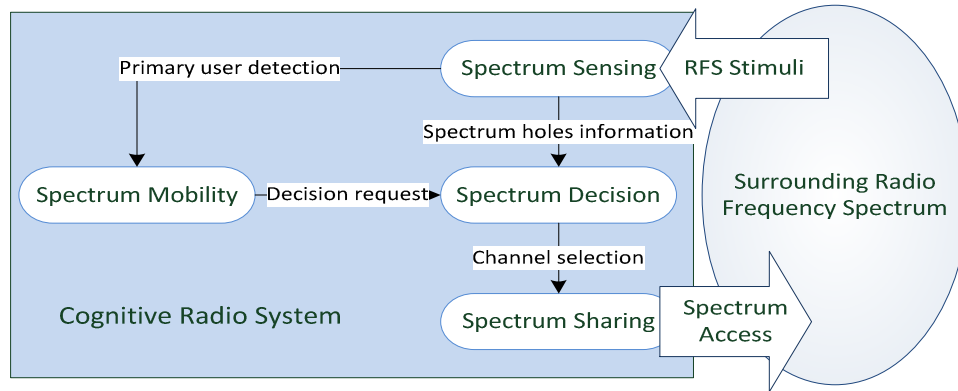 Primary user detection
Spectrum Sensing
RFS Stimuli
Spectrum holes information
Spectrum Mobility
Decision request
Spectrum Decision
Surrounding Radio
Frequency Spectrum
Channel selection
Cognitive Radio System
Spectrum Sharing
Spectrum
Access